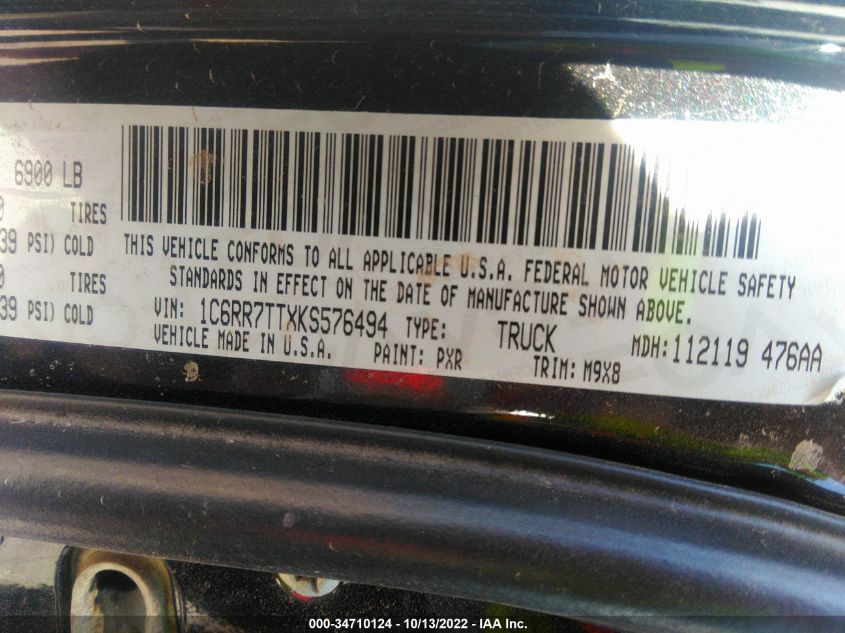 6900 LB
0 TIRES
39 PSI) COLD
0 TIRES
39 PSI) COLD
THIS VEHICLE CONFORMS TO ALL APPLICABLE U.S.A. FEDERAL MOTOR VEHICLE SAFETY
STANDARDS IN EFFECT ON THE DATE OF MANUFACTURE SHOWN ABOVE.
VIN: 1C6RR7TTXKS576494 TYPE: TRUCK MDH:112119 476AA
VEHICLE MADE IN U.S.A. PAINT: PXR TRIM: M9X8
000-34710124 - 10/13/2022 - IAA Inc.